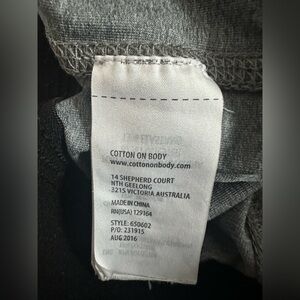 COTTON ON BODY
www.cottononbody.com
14 SHEPHERD COURT
NTH GEELONG
3215 VICTORIA AUSTRALIA
MADE IN CHINA
RN(USA) 129164
STYLE: 650602
P/O: 231915
AUG 2016